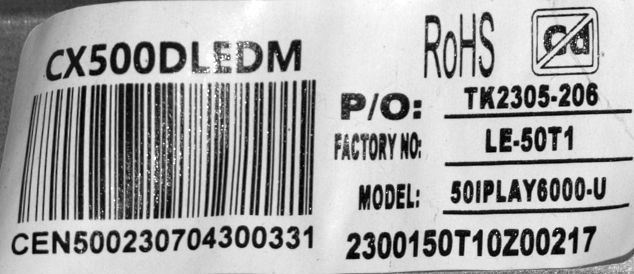 CX500DLEDM
CEN500230704300331
RoHS Cd
P/O: TK2305-206
FACTORY NO: LE-50T1
MODEL: 50IPLAY6000-U
2300150T10Z00217